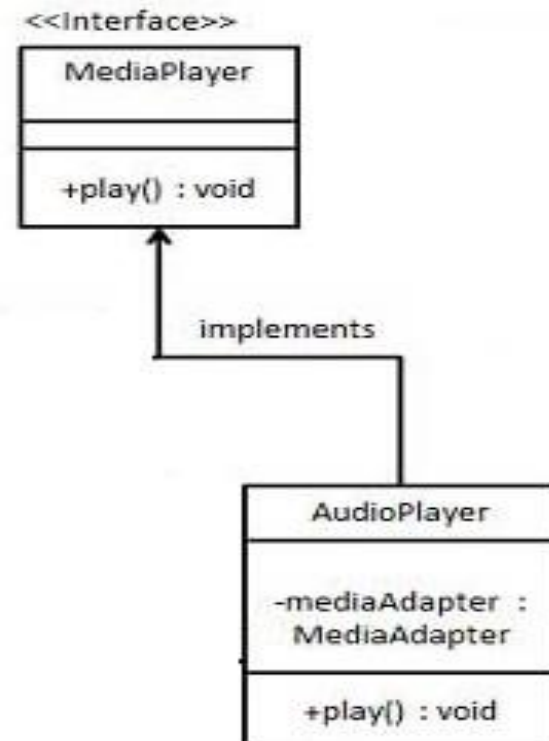 <<Interface>>
MediaPlayer
+play() : void
implements
AudioPlayer
-mediaAdapter :
MediaAdapter
+play() : void